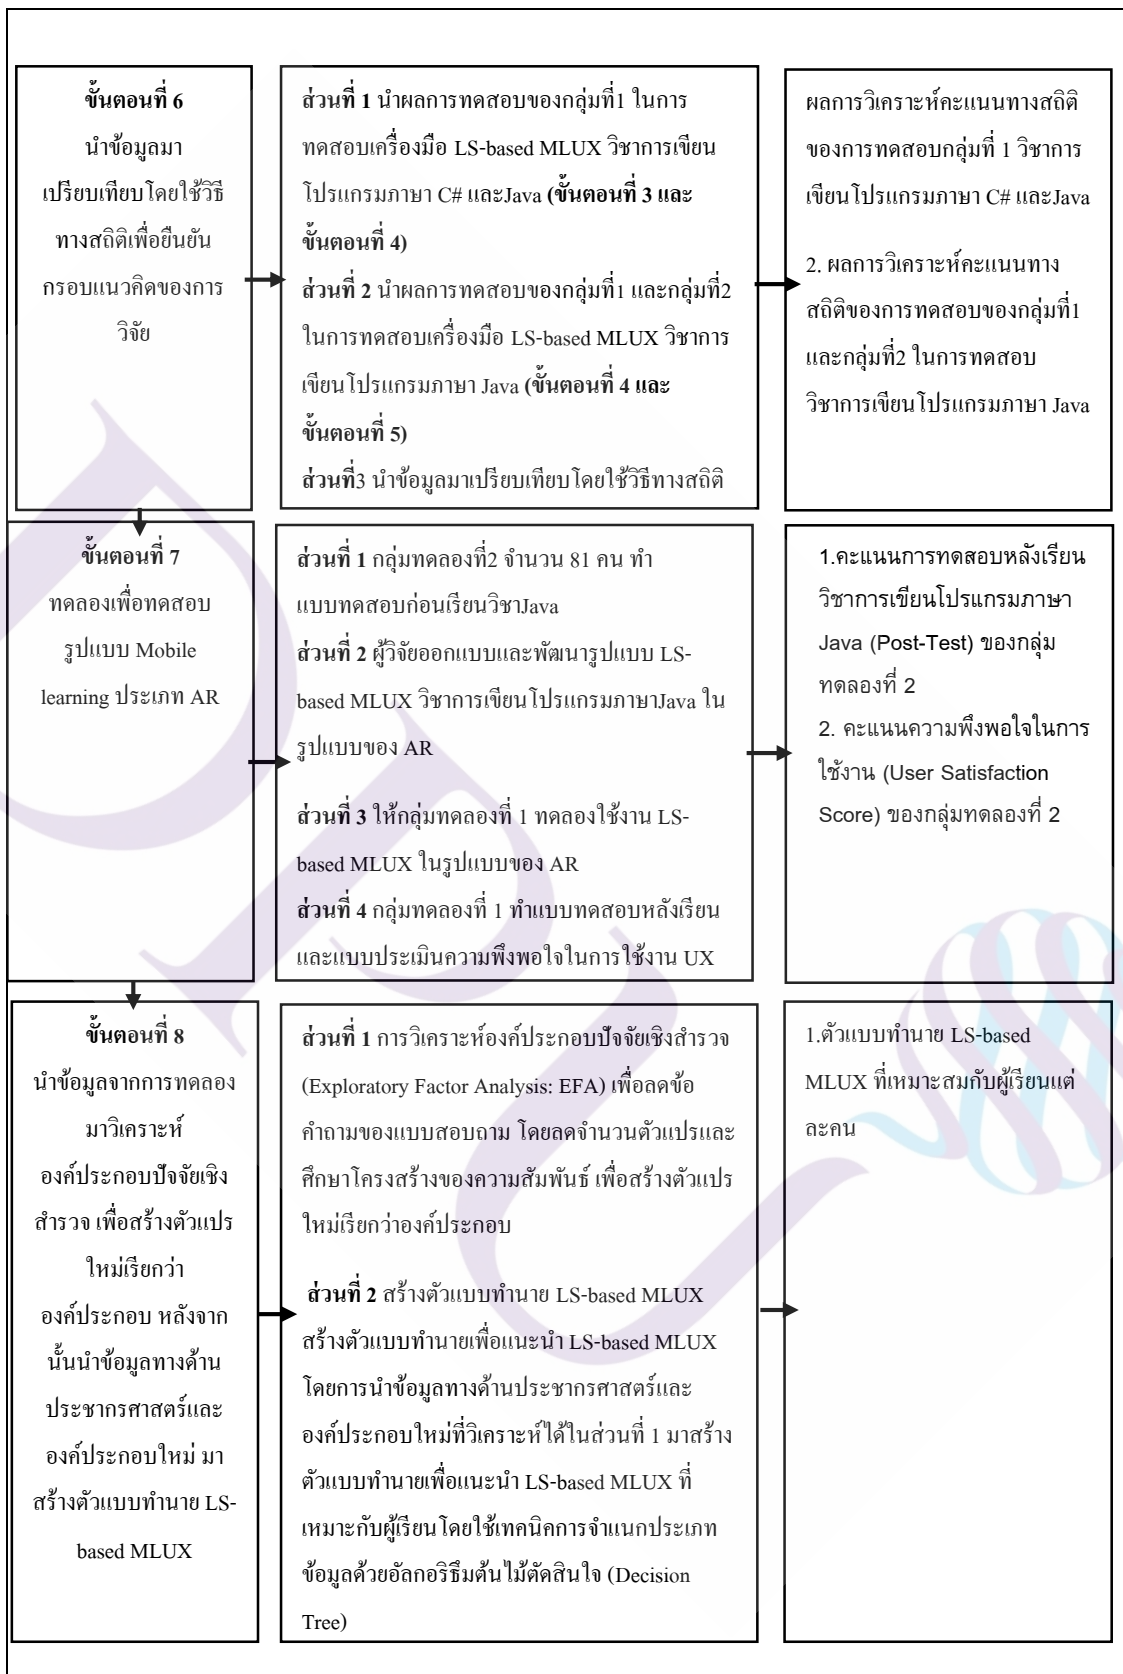 ขั้นตอนที่ 6
นำข้อมูลมา
เปรียบเทียบโดยใช้วิธี
ทางสถิติเพื่อยืนยัน
กรอบแนวคิดของการ
วิจัย
ส่วนที่ 1 นำผลการทดสอบของกลุ่มที่1 ในการ
ทดสอบเครื่องมือ LS-based MLUX วิชาการเขียน
โปรแกรมภาษา C# และJava (ขั้นตอนที่ 3 และ
ขั้นตอนที่ 4)
ส่วนที่ 2 นำผลการทดสอบของกลุ่มที่1 และกลุ่มที่2
ในการทดสอบเครื่องมือ LS-based MLUX วิชาการ
เขียนโปรแกรมภาษา Java (ขั้นตอนที่ 4 และ
ขั้นตอนที่ 5)
ส่วนที่3 นำข้อมูลมาเปรียบเทียบโดยใช้วิธีทางสถิติ
ผลการวิเคราะห์คะแนนทางสถิติ
ของการทดสอบกลุ่มที่ 1 วิชาการ
เขียนโปรแกรมภาษา C# และJava
2. ผลการวิเคราะห์คะแนนทาง
สถิติของการทดสอบของกลุ่มที่1
และกลุ่มที่2 ในการทดสอบ
วิชาการเขียนโปรแกรมภาษา Java
ขั้นตอนที่ 7
ทดลองเพื่อทดสอบ
รูปแบบ Mobile
learning ประเภท AR
ส่วนที่ 1 กลุ่มทดลองที่2 จำนวน 81 คน ทำ
แบบทดสอบก่อนเรียนวิชาJava
ส่วนที่ 2 ผู้วิจัยออกแบบและพัฒนารูปแบบ LS-
based MLUX วิชาการเขียนโปรแกรมภาษาJava ใน
รูปแบบของ AR
ส่วนที่ 3 ให้กลุ่มทดลองที่ 1 ทดลองใช้งาน LS-
based MLUX ในรูปแบบของ AR
ส่วนที่ 4 กลุ่มทดลองที่ 1 ทำแบบทดสอบหลังเรียน
และแบบประเมินความพึงพอใจในการใช้งาน UX
1.คะแนนการทดสอบหลังเรียน
วิชาการเขียนโปรแกรมภาษา
Java (Post-Test) ของกลุ่ม
ทดลองที่ 2
2. คะแนนความพึงพอใจในการ
ใช้งาน (User Satisfaction
Score) ของกลุ่มทดลองที่ 2
ขั้นตอนที่ 8
นำข้อมูลจากการทดลอง
มาวิเคราะห์
องค์ประกอบปัจจัยเชิง
สำรวจ เพื่อสร้างตัวแปร
ใหม่เรียกว่า
องค์ประกอบ หลังจาก
นั้นนำข้อมูลทางด้าน
ประชากรศาสตร์และ
องค์ประกอบใหม่ มา
สร้างตัวแบบทำนาย LS-
based MLUX
ส่วนที่ 1 การวิเคราะห์องค์ประกอบปัจจัยเชิงสำรวจ
(Exploratory Factor Analysis: EFA) เพื่อลดข้อ
คำถามของแบบสอบถาม โดยลดจำนวนตัวแปรและ
ศึกษาโครงสร้างของความสัมพันธ์ เพื่อสร้างตัวแปร
ใหม่เรียกว่าองค์ประกอบ
ส่วนที่ 2 สร้างตัวแบบทำนาย LS-based MLUX
สร้างตัวแบบทำนายเพื่อแนะนำ LS-based MLUX
โดยการนำข้อมูลทางด้านประชากรศาสตร์และ
องค์ประกอบใหม่ที่วิเคราะห์ได้ในส่วนที่ 1 มาสร้าง
ตัวแบบทำนายเพื่อแนะนำ LS-based MLUX ที่
เหมาะกับผู้เรียนโดยใช้เทคนิคการจำแนกประเภท
ข้อมูลด้วยอัลกอริธึมต้นไม้ตัดสินใจ (Decision
Tree)
1.ตัวแบบทำนาย LS-based
MLUX ที่เหมาะสมกับผู้เรียนแต่
ละคน
DPU